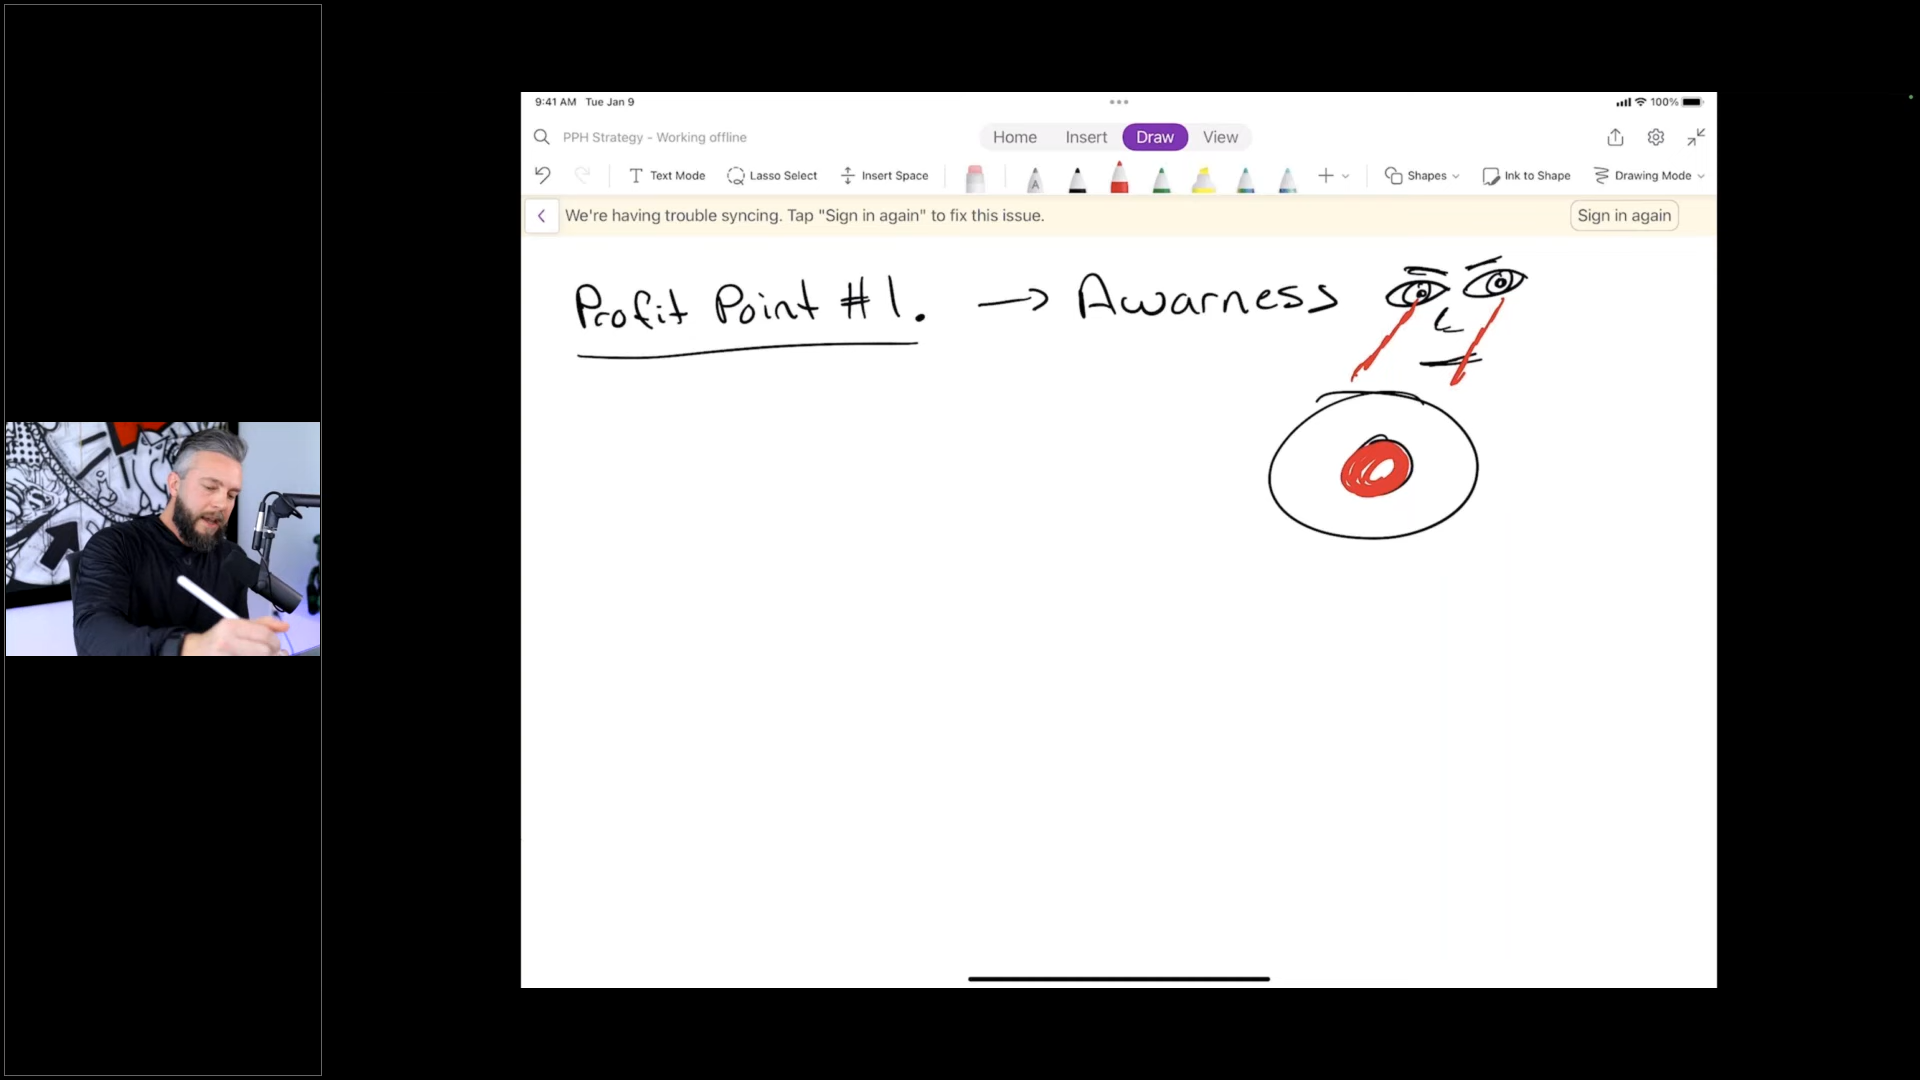 9:41 AM Tue Jan 9
100%
PPH Strategy - Working offline
Home Insert Draw View
Text Mode Lasso Select Insert Space A Shapes Ink to Shape Drawing Mode
We're having trouble syncing. Tap "Sign in again" to fix this issue. Sign in again
Profit Point #1. → Awarness